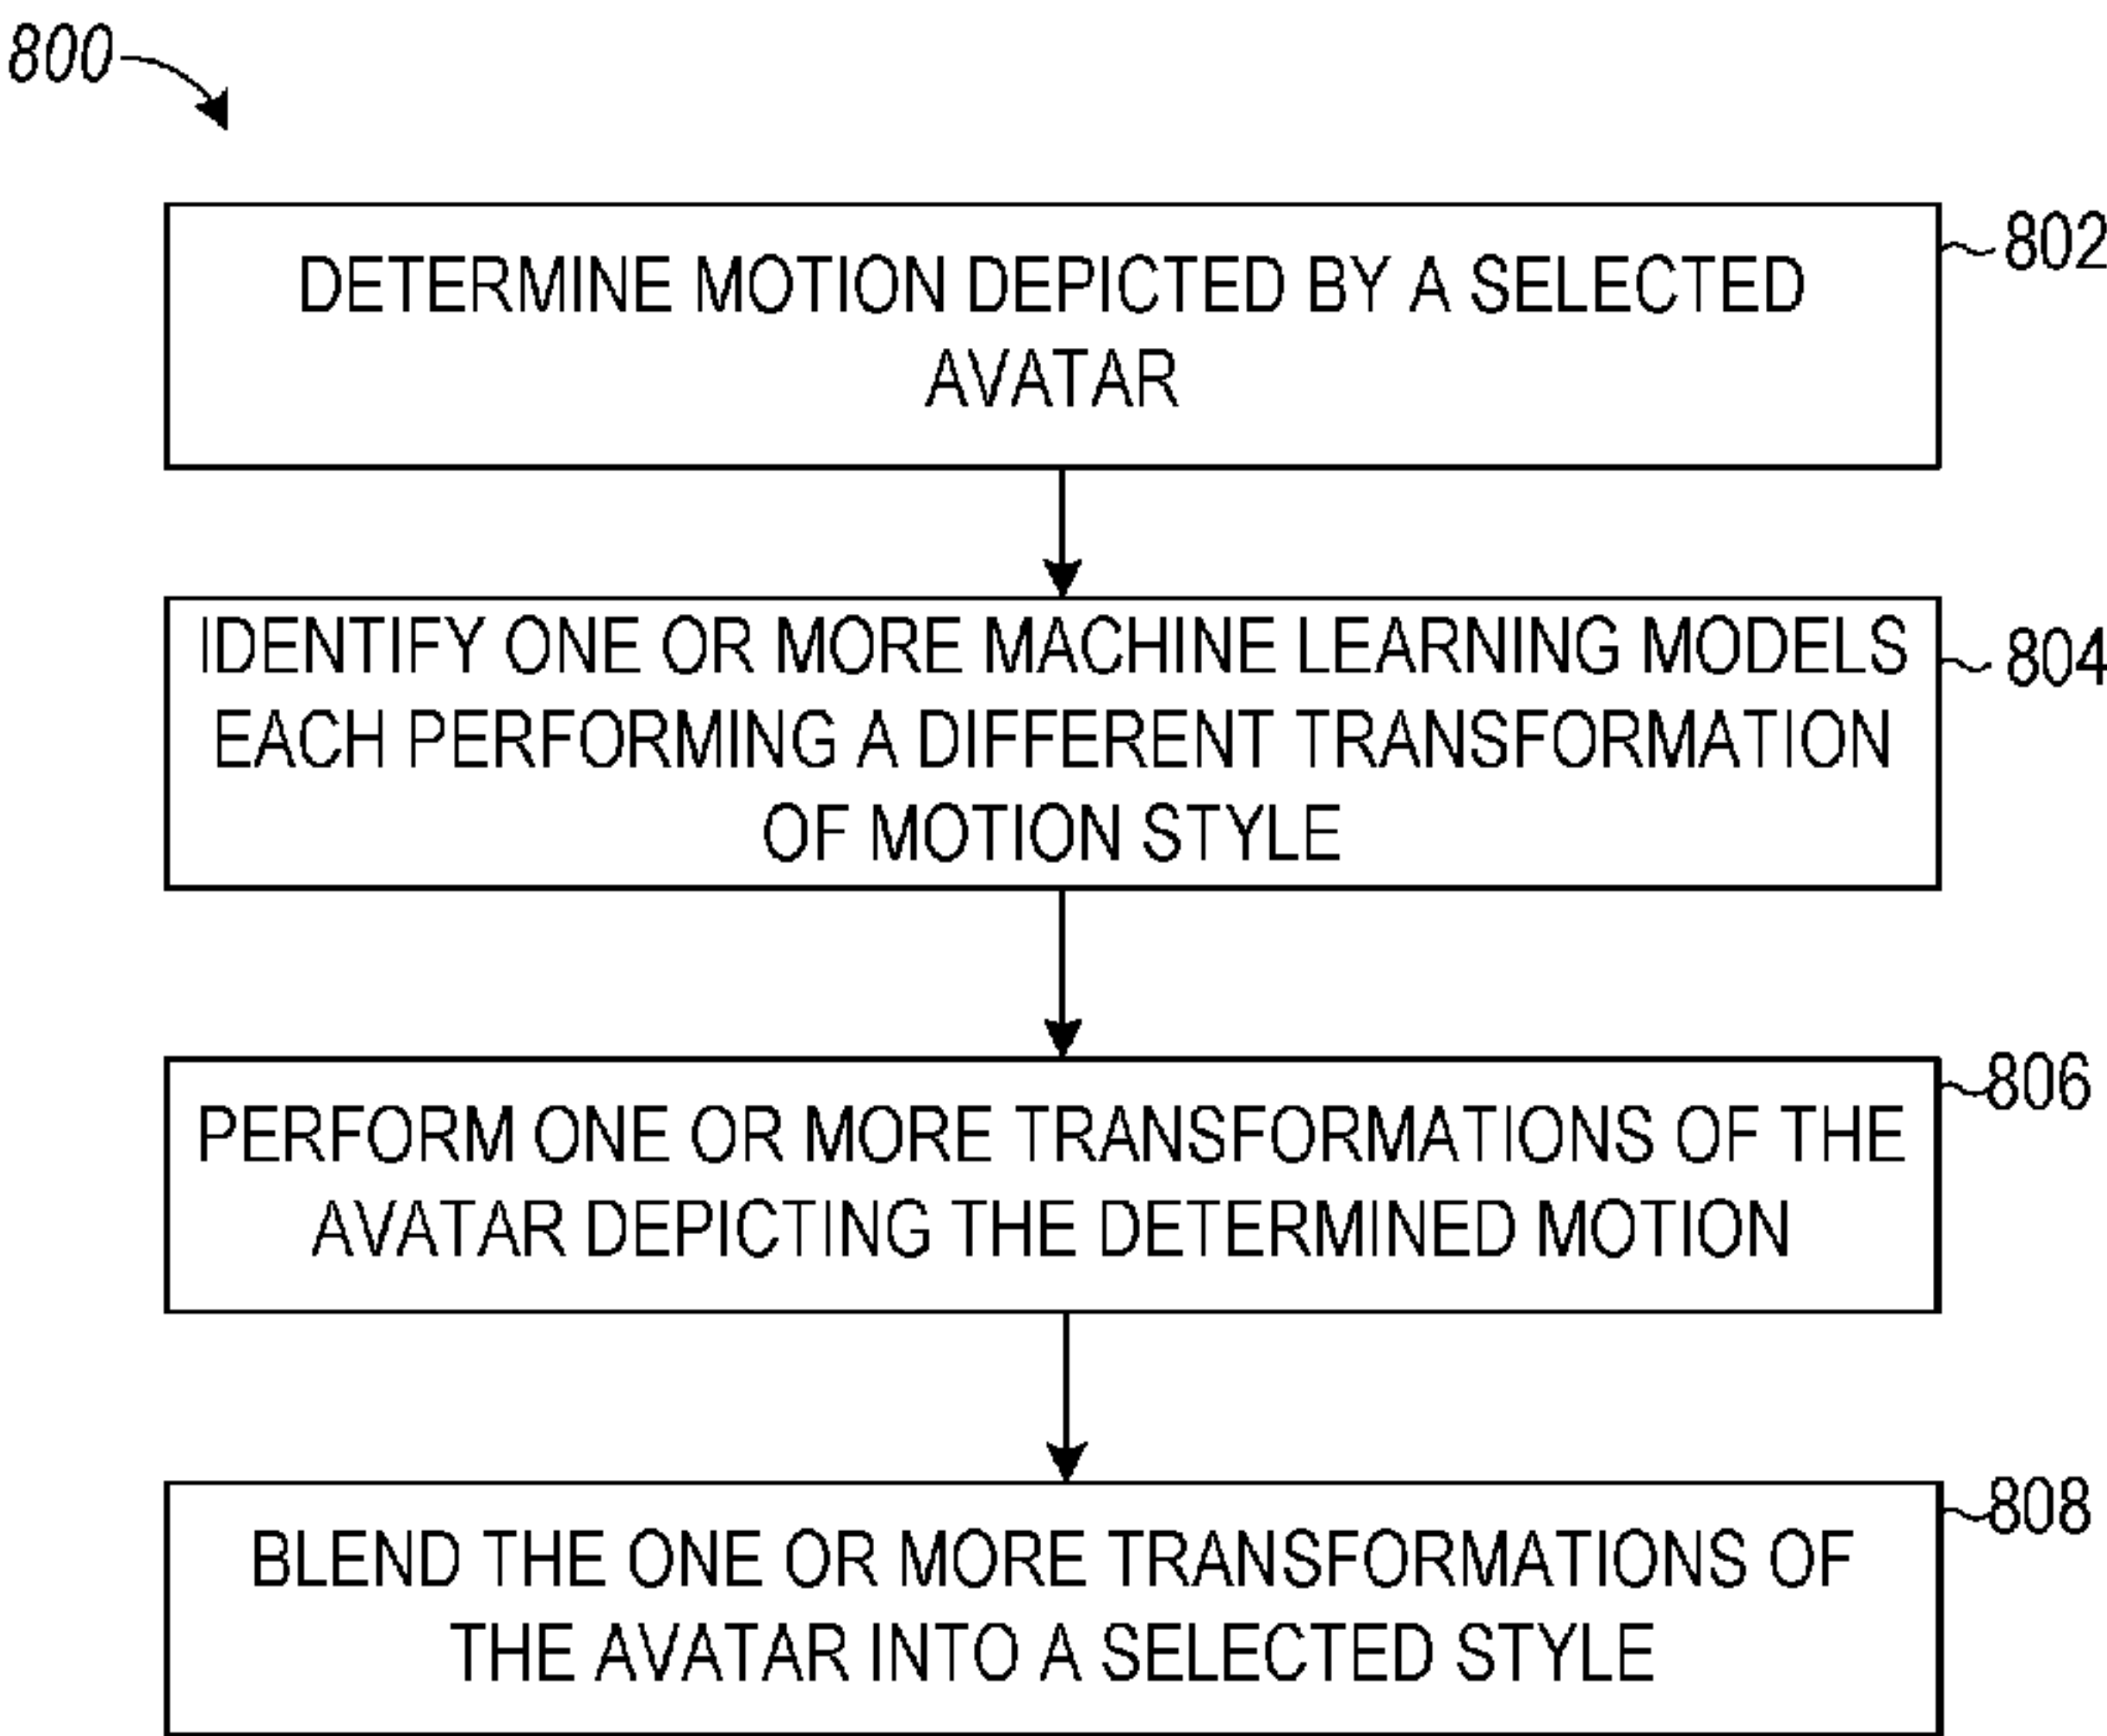 800
DETERMINE MOTION DEPICTED BY A SELECTED
AVATAR
802
IDENTIFY ONE OR MORE MACHINE LEARNING MODELS
EACH PERFORMING A DIFFERENT TRANSFORMATION
OF MOTION STYLE
804
PERFORM ONE OR MORE TRANSFORMATIONS OF THE
AVATAR DEPICTING THE DETERMINED MOTION
806
BLEND THE ONE OR MORE TRANSFORMATIONS OF
THE AVATAR INTO A SELECTED STYLE
808